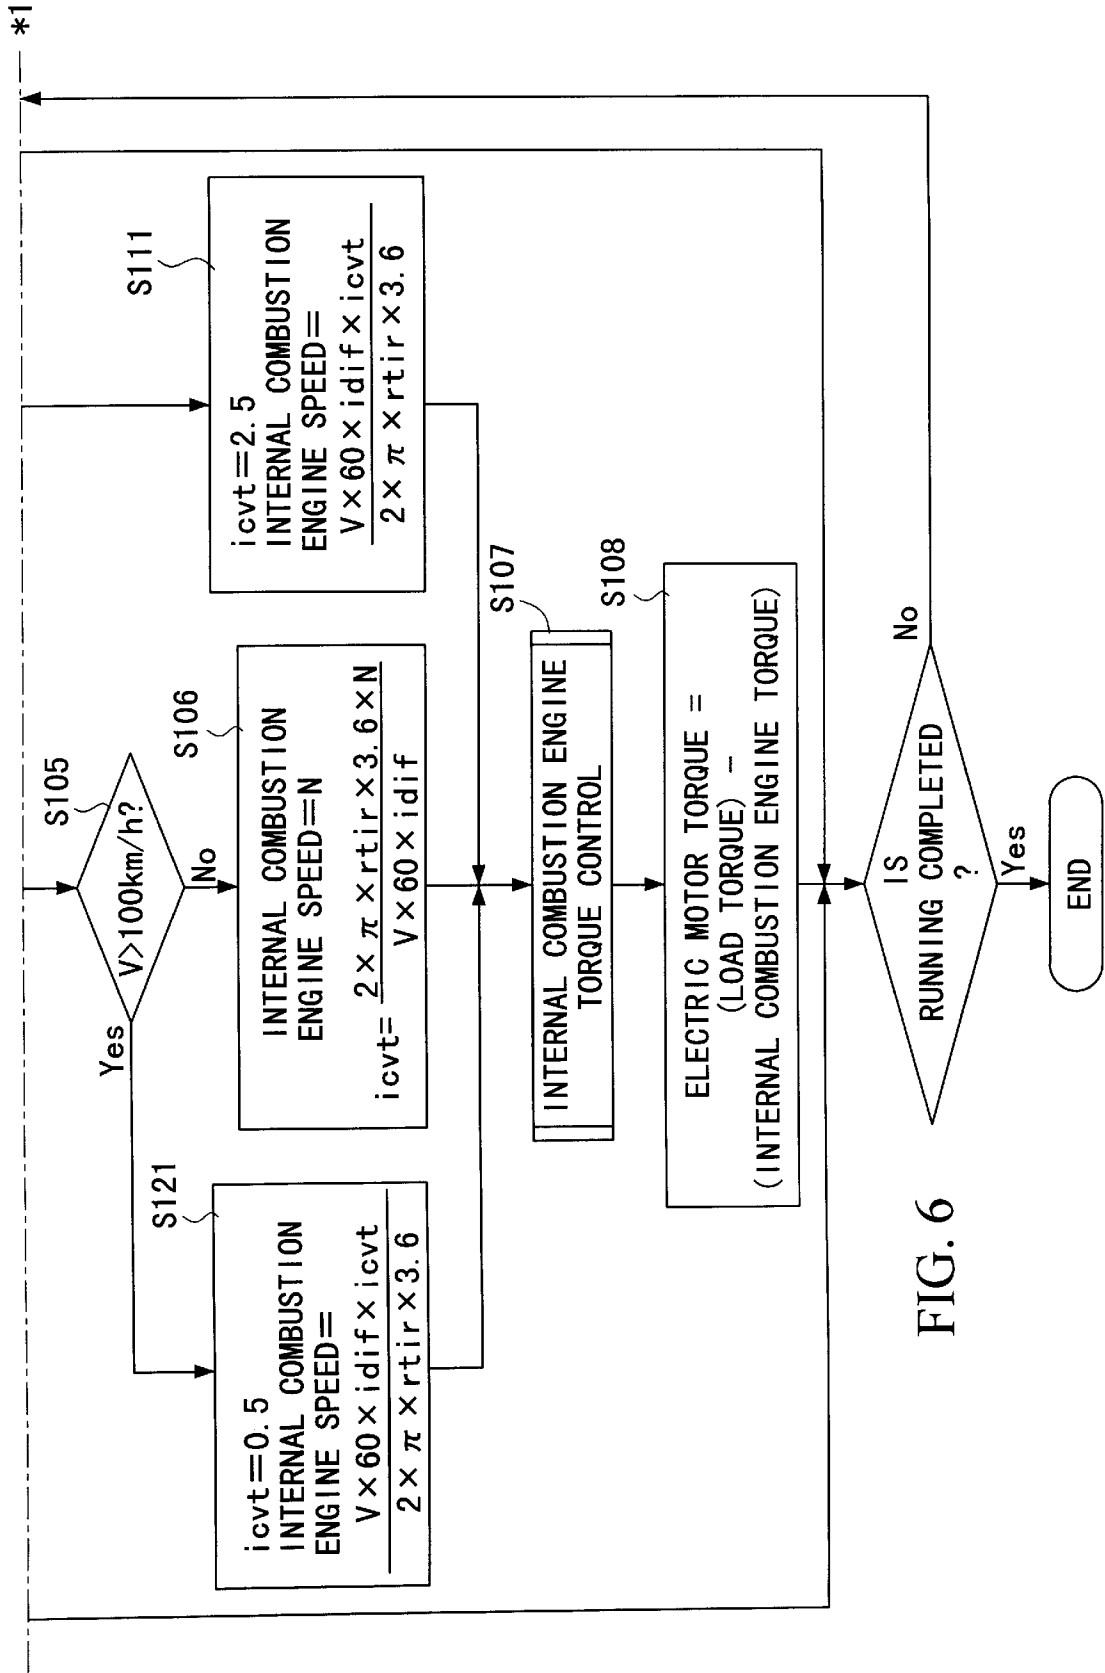 *1
S105
V>100km/h?
Yes
No
S121
icvt=0.5
INTERNAL COMBUSTION
ENGINE SPEED=
V×60×idif×icvt
2×π×rtir×3.6
S106
INTERNAL COMBUSTION
ENGINE SPEED=N
icvt= 2×π×rtir×3.6×N
V×60×idif
S111
icvt=2.5
INTERNAL COMBUSTION
ENGINE SPEED=
V×60×idif×icvt
2×π×rtir×3.6
S107
INTERNAL COMBUSTION ENGINE
TORQUE CONTROL
S108
ELECTRIC MOTOR TORQUE =
(LOAD TORQUE) −
(INTERNAL COMBUSTION ENGINE TORQUE)
IS
RUNNING COMPLETED
?
No
Yes
END
FIG. 6